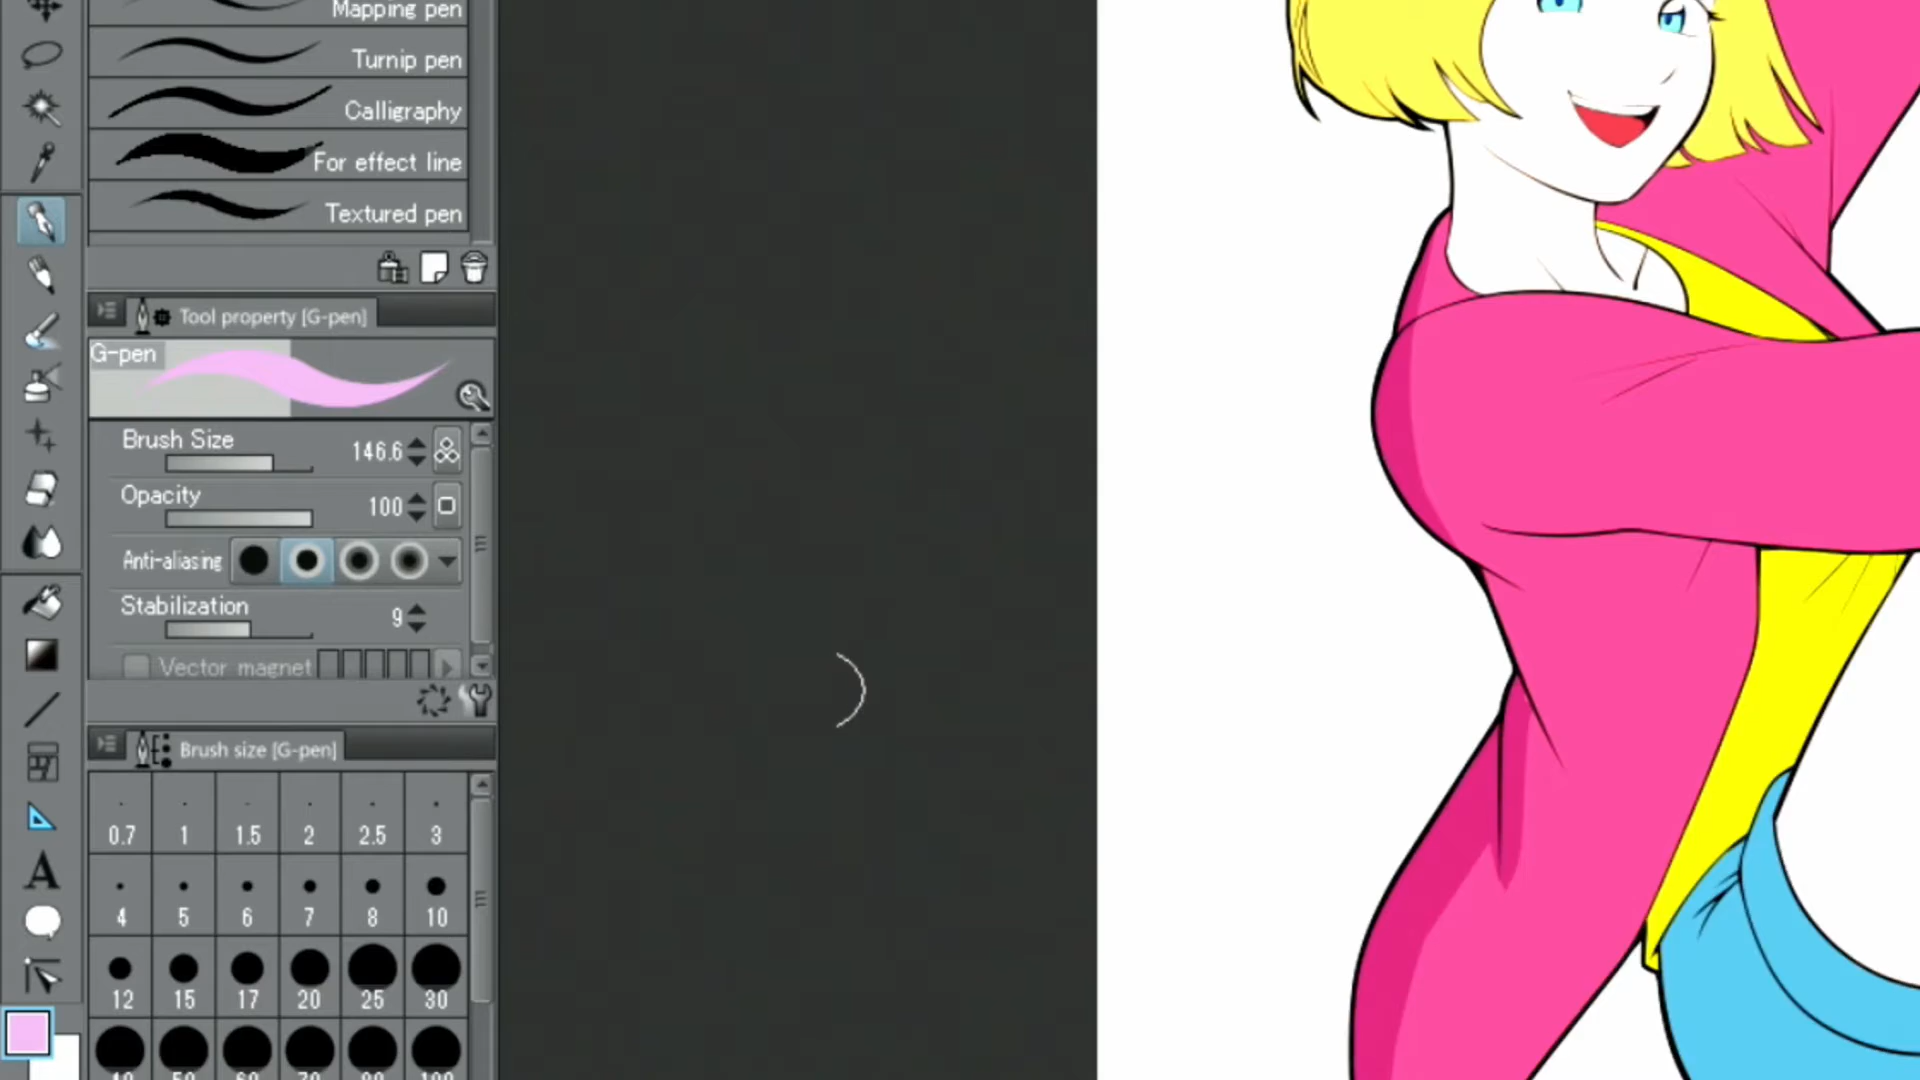 Mapping pen
Turnip pen
Calligraphy
For effect line
Textured pen
Tool property [G-pen]
G-pen
Brush Size 146.6
Opacity 100
Anti-aliasing
Stabilization 9
Vector magnet
Brush size [G-pen]
0.7 1 1.5 2 2.5 3
4 5 6 7 8 10
12 15 17 20 25 30